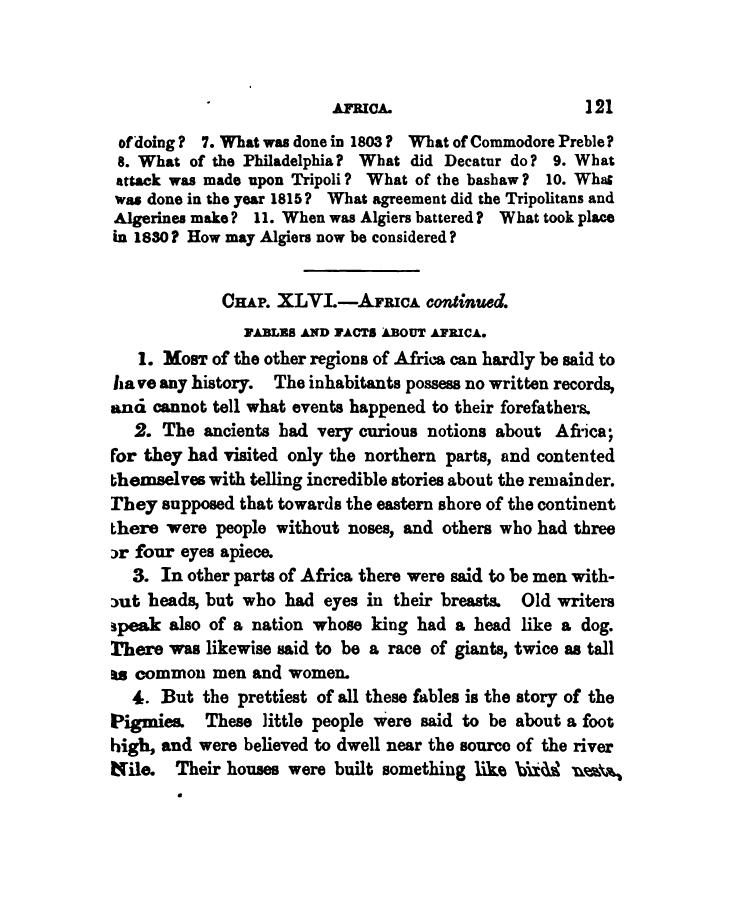 AFRICA. 121
of doing? 7. What was done in 1803? What of Commodore Preble?
8. What of the Philadelphia? What did Decatur do? 9. What
attack was made upon Tripoli? What of the bashaw? 10. What
was done in the year 1815? What agreement did the Tripolitans and
Algerines make? 11. When was Algiers battered? What took place
in 1830? How may Algiers now be considered?
CHAP. XLVI.—AFRICA continued.
FABLES AND FACTS ABOUT AFRICA.
1. MOST of the other regions of Africa can hardly be said to
have any history. The inhabitants possess no written records,
and cannot tell what events happened to their forefathers.
2. The ancients had very curious notions about Africa;
for they had visited only the northern parts, and contented
themselves with telling incredible stories about the remainder.
They supposed that towards the eastern shore of the continent
there were people without noses, and others who had three
or four eyes apiece.
3. In other parts of Africa there were said to be men with-
out heads, but who had eyes in their breasts. Old writers
speak also of a nation whose king had a head like a dog.
There was likewise said to be a race of giants, twice as tall
as common men and women.
4. But the prettiest of all these fables is the story of the
Pigmies. These little people were said to be about a foot
high, and were believed to dwell near the source of the river
Nile. Their houses were built something like birds' nests,